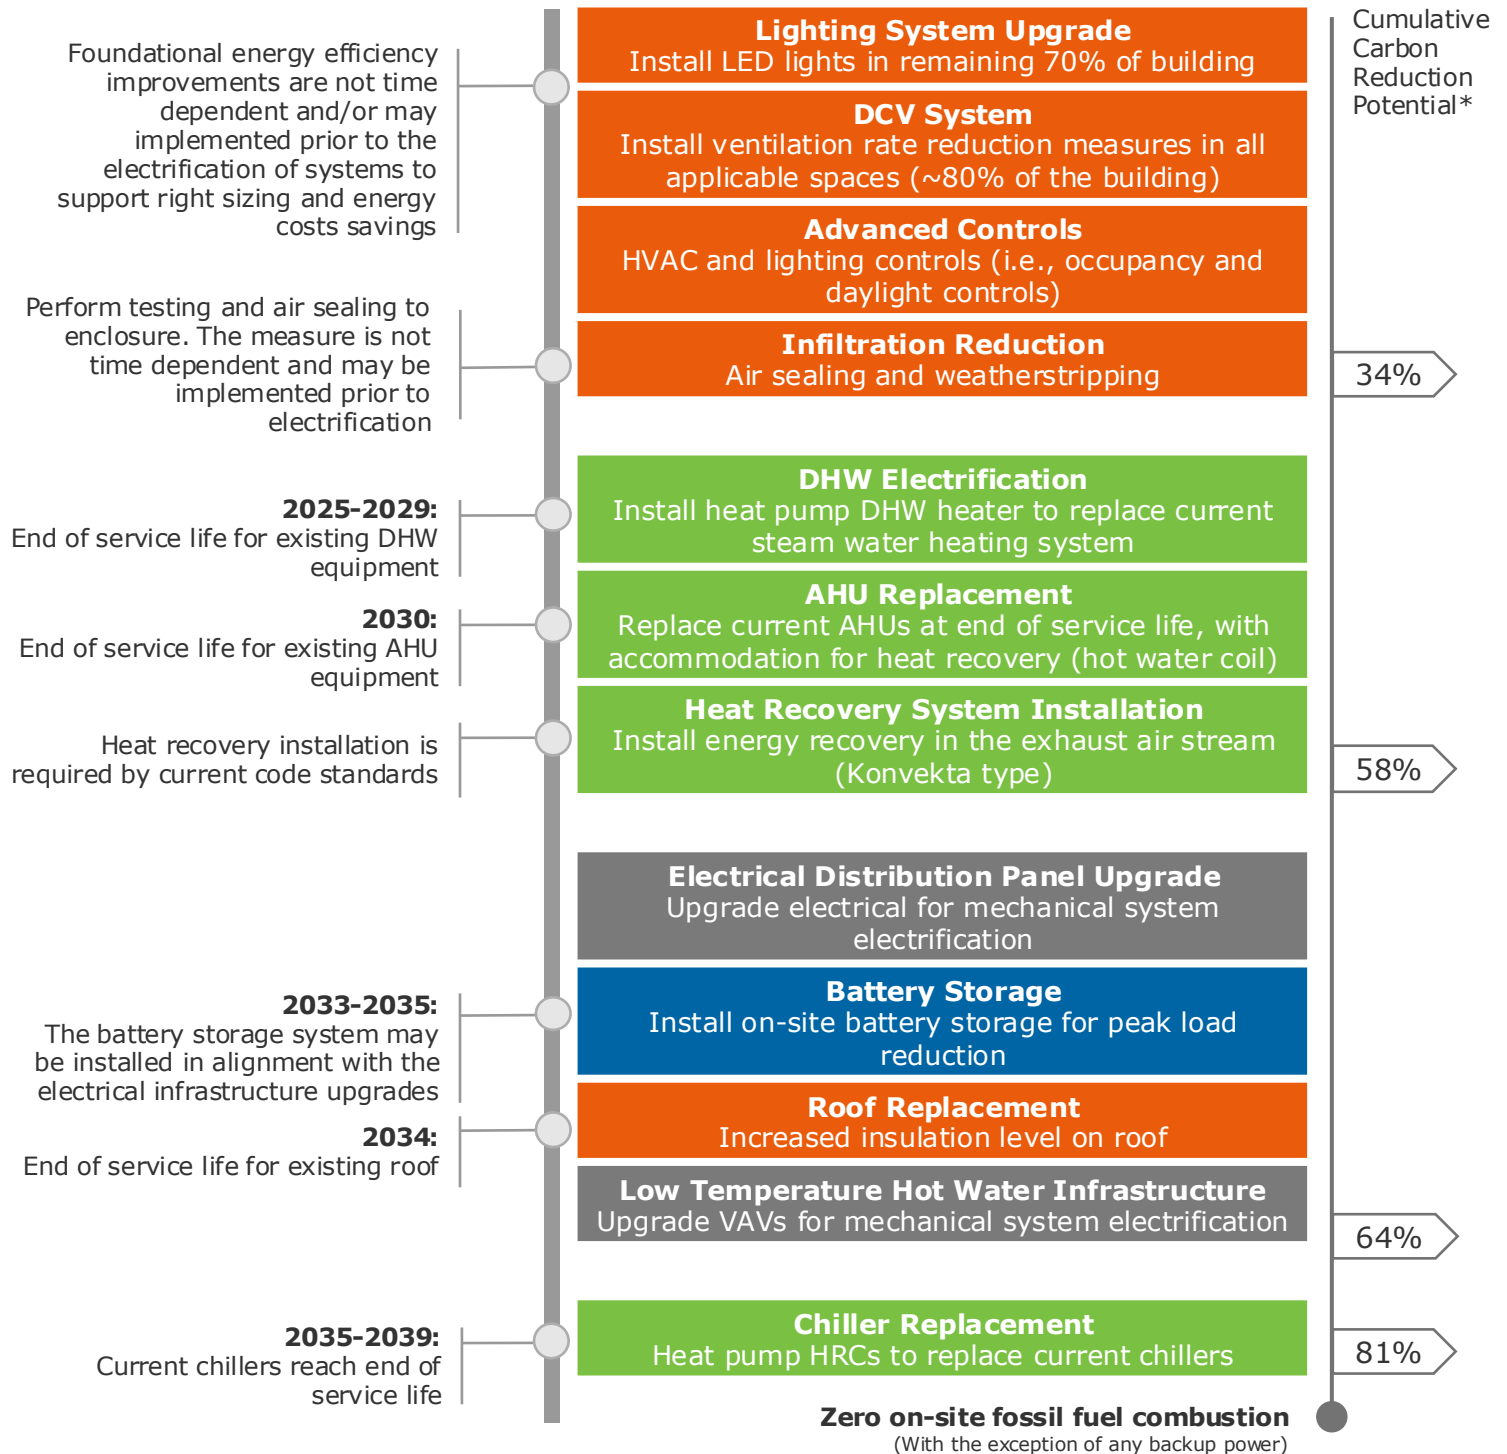 Cumulative
Carbon
Reduction
Potential*
Foundational energy efficiency
improvements are not time
dependent and/or may
implemented prior to the
electrification of systems to
support right sizing and energy
costs savings
Lighting System Upgrade
Install LED lights in remaining 70% of building
DCV System
Install ventilation rate reduction measures in all
applicable spaces (~80% of the building)
Advanced Controls
HVAC and lighting controls (i.e., occupancy and
daylight controls)
Perform testing and air sealing to
enclosure. The measure is not
time dependent and may be
implemented prior to
electrification
Infiltration Reduction
Air sealing and weatherstripping
34%
2025-2029:
End of service life for existing DHW
equipment
DHW Electrification
Install heat pump DHW heater to replace current
steam water heating system
2030:
End of service life for existing AHU
equipment
AHU Replacement
Replace current AHUs at end of service life, with
accommodation for heat recovery (hot water coil)
Heat recovery installation is
required by current code standards
Heat Recovery System Installation
Install energy recovery in the exhaust air stream
(Konvekta type)
58%
Electrical Distribution Panel Upgrade
Upgrade electrical for mechanical system
electrification
2033-2035:
The battery storage system may
be installed in alignment with the
electrical infrastructure upgrades
Battery Storage
Install on-site battery storage for peak load
reduction
2034:
End of service life for existing roof
Roof Replacement
Increased insulation level on roof
Low Temperature Hot Water Infrastructure
Upgrade VAVs for mechanical system electrification
64%
2035-2039:
Current chillers reach end of
service life
Chiller Replacement
Heat pump HRCs to replace current chillers
81%
Zero on-site fossil fuel combustion
(With the exception of any backup power)